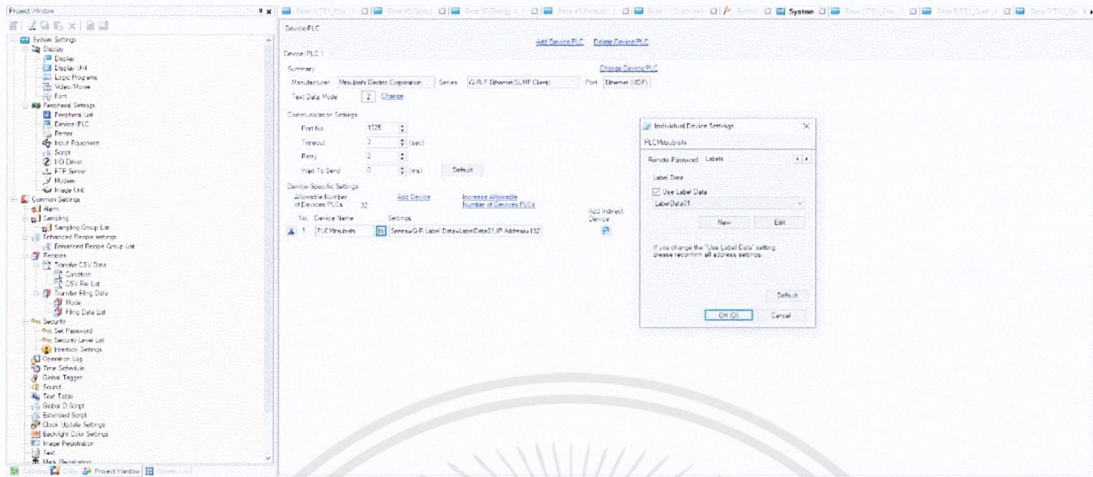 Project Window
System Settings
Display
Display
Display Unit
Logic Programs
Video/Movie
Font
Peripheral Settings
Peripheral List
Device/PLC
Printer
Input Equipment
Script
I/O Driver
FTP Server
Modem
Image Unit
Common Settings
Alarm
Sampling
Sampling Group List
Enhanced Recipe settings
Enhanced Recipe Group List
Recipes
Transfer CSV Data
Condition
CSV File List
Transfer Filing Data
Mode
Filing Data List
Security
Set Password
Security Level List
Interlock Settings
Operation Log
Time Schedule
Global Trigger
Sound
Text Table
Global D-Script
Extended Script
Clock Update Settings
Backlight Color Settings
Image Registration
Text
Mark Registration
Project Window
System
Device/PLC
Add Device/PLC Delete Device/PLC
Device/PLC 1
Summary Change Device/PLC
Manufacturer Mitsubishi Electric Corporation Series Port Ethernet (UDP)
Text Data Mode 2 Change
Communication Settings
Port No. 1025
Timeout 3 (sec)
Retry 2
Wait To Send 0 (ms) Default
Device-Specific Settings
Allowable Number of Devices/PLCs 32 Add Device Increase Allowable Number of Devices/PLCs
No. Device Name Settings Add Indirect Device
1 PLCMitsubishi
Individual Device Settings
PLCMitsubishi
Remote Password Labels
Label Data
Use Label Data
LabelData01
New Edit
If you change the "Use Label Data" setting
please reconfirm all address settings.
Default
OK (O) Cancel